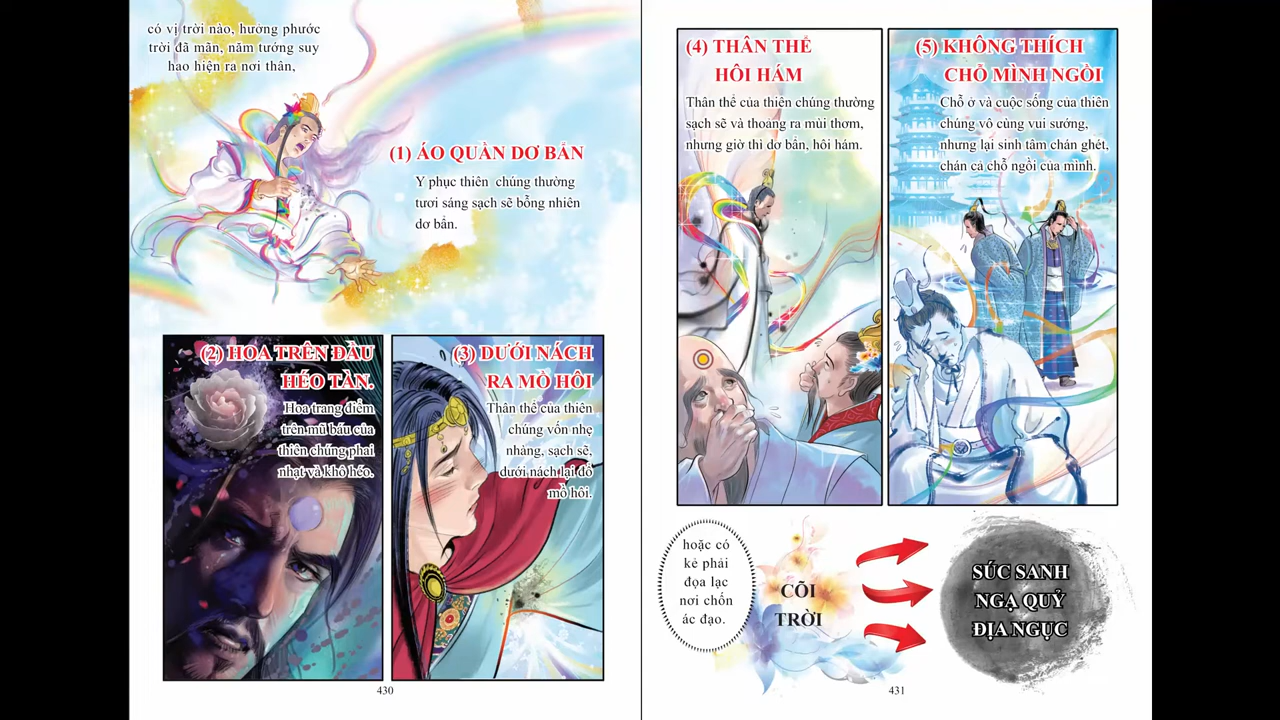 có vị trời nào, hưởng phước
trời đã mãn, năm tướng suy
hao hiện ra nơi thân,
(1) ÁO QUẦN DƠ BẨN
Y phục thiên chúng thường
tươi sáng sạch sẽ bỗng nhiên
dơ bẩn.
(2) HOA TRÊN ĐẦU
HÉO TÀN.
Hoa trang điểm
trên mũ báu của
thiên chúng phai
nhạt và khô héo.
(3) DƯỚI NÁCH
RA MỒ HÔI
Thân thể của thiên
chúng vốn nhẹ
nhàng, sạch sẽ,
dưới nách lại đổ
mồ hôi.
430
(4) THÂN THỂ
HÔI HÁM
Thân thể của thiên chúng thường
sạch sẽ và thoảng ra mùi thơm,
nhưng giờ thì dơ bẩn, hôi hám.
(5) KHÔNG THÍCH
CHỖ MÌNH NGỒI
Chỗ ở và cuộc sống của thiên
chúng vô cùng vui sướng,
nhưng lại sinh tâm chán ghét,
chán cả chỗ ngồi của mình.
hoặc có
kẻ phải
đọa lạc
nơi chốn
ác đạo.
CÕI
TRỜI
SÚC SANH
NGẠ QUỶ
ĐỊA NGỤC
431